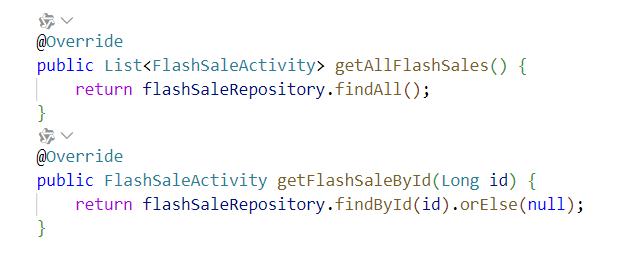 @Override
public List<FlashSaleActivity> getAllFlashSales() {
    return flashSaleRepository.findAll();
}
@Override
public FlashSaleActivity getFlashSaleById(Long id) {
    return flashSaleRepository.findById(id).orElse(null);
}